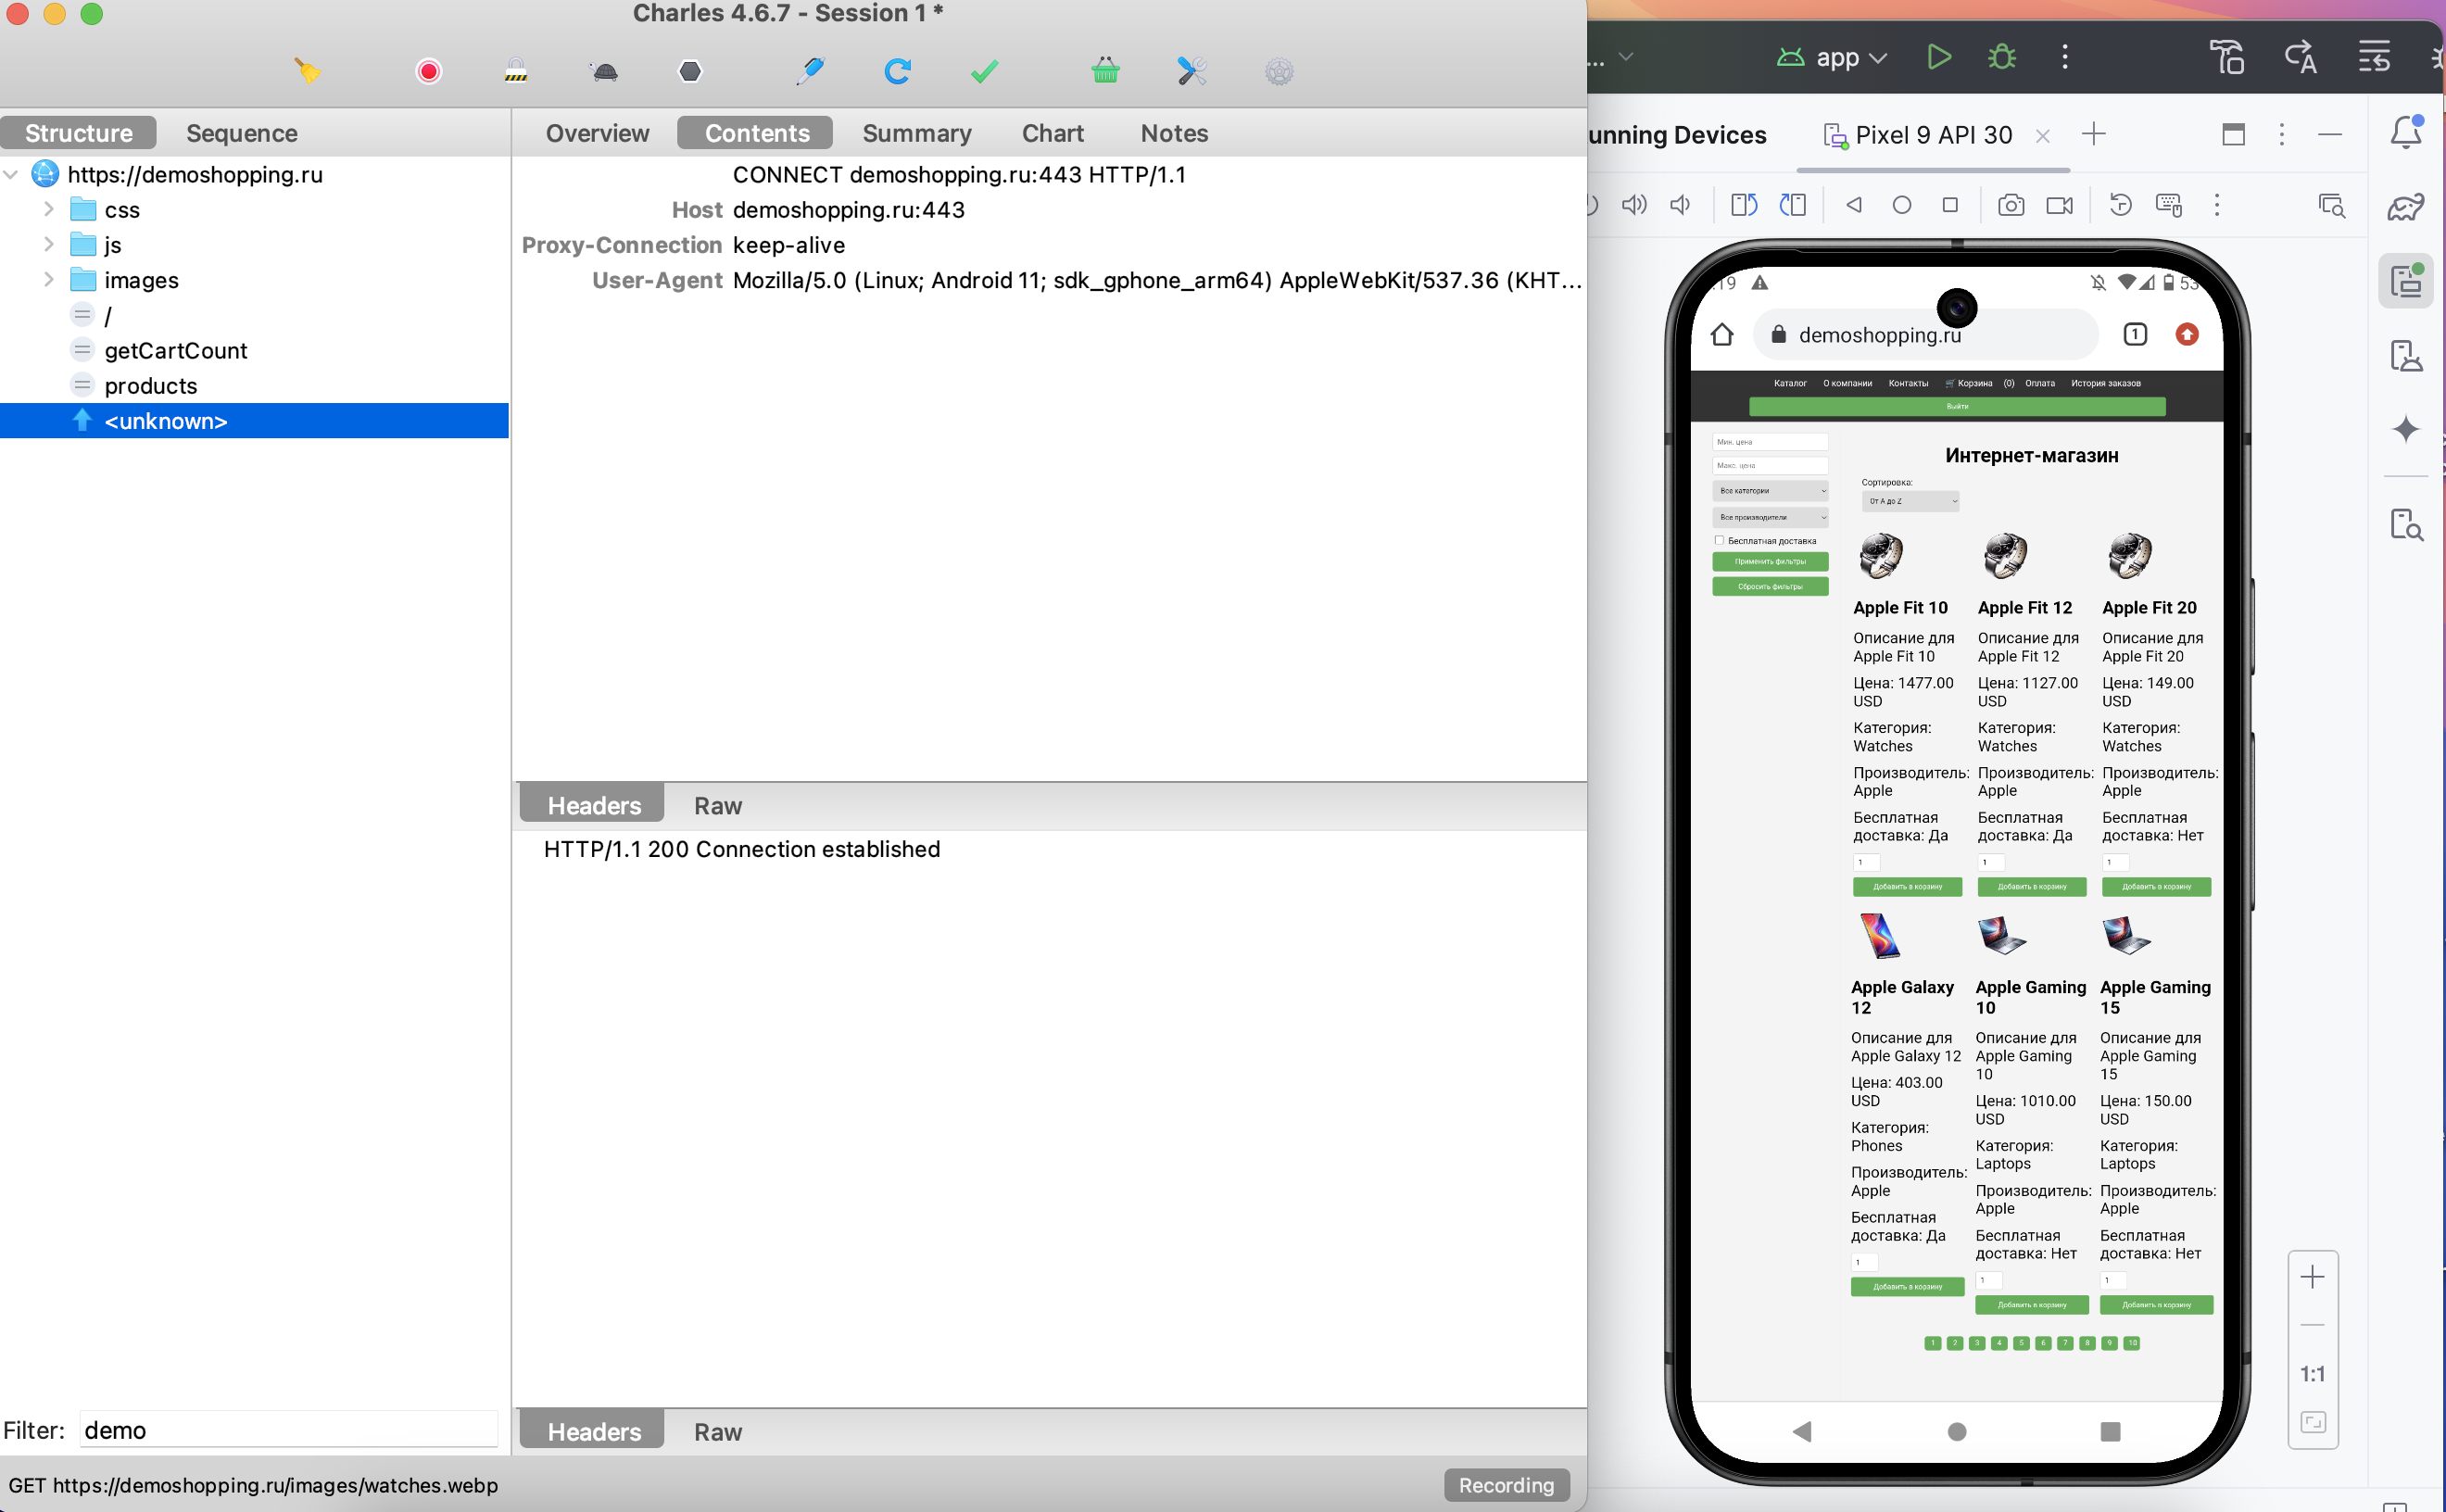 Charles 4.6.7 - Session 1 *
Structure
Sequence
https://demoshopping.ru
css
js
images
/
getCartCount
products
<unknown>
Filter: demo
GET https://demoshopping.ru/images/watches.webp
Overview
Contents
Summary
Chart
Notes
CONNECT demoshopping.ru:443 HTTP/1.1
Host demoshopping.ru:443
Proxy-Connection keep-alive
User-Agent Mozilla/5.0 (Linux; Android 11; sdk_gphone_arm64) AppleWebKit/537.36 (KHT...
Headers
Raw
HTTP/1.1 200 Connection established
Headers
Raw
Recording
... app
unning Devices
Pixel 9 API 30
19
53
demoshopping.ru
1
Каталог О компании Контакты Корзина (0) Оплата История заказов
Выйти
Мин. цена
Макс. цена
Все категории
Все производители
Бесплатная доставка
Применить фильтры
Сбросить фильтры
Интернет-магазин
Сортировка:
От A до Z
Apple Fit 10
Описание для
Apple Fit 10
Цена: 1477.00
USD
Категория:
Watches
Производитель:
Apple
Бесплатная
доставка: Да
1
Добавить в корзину
Apple Fit 12
Описание для
Apple Fit 12
Цена: 1127.00
USD
Категория:
Watches
Производитель:
Apple
Бесплатная
доставка: Да
1
Добавить в корзину
Apple Fit 20
Описание для
Apple Fit 20
Цена: 149.00
USD
Категория:
Watches
Производитель:
Apple
Бесплатная
доставка: Нет
1
Добавить в корзину
Apple Galaxy
12
Описание для
Apple Galaxy 12
Цена: 403.00
USD
Категория:
Phones
Производитель:
Apple
Бесплатная
доставка: Да
1
Добавить в корзину
Apple Gaming
10
Описание для
Apple Gaming
10
Цена: 1010.00
USD
Категория:
Laptops
Производитель:
Apple
Бесплатная
доставка: Нет
1
Добавить в корзину
Apple Gaming
15
Описание для
Apple Gaming
15
Цена: 150.00
USD
Категория:
Laptops
Производитель:
Apple
Бесплатная
доставка: Нет
1
Добавить в корзину
1 2 3 4 5 6 7 8 9 10
1:1